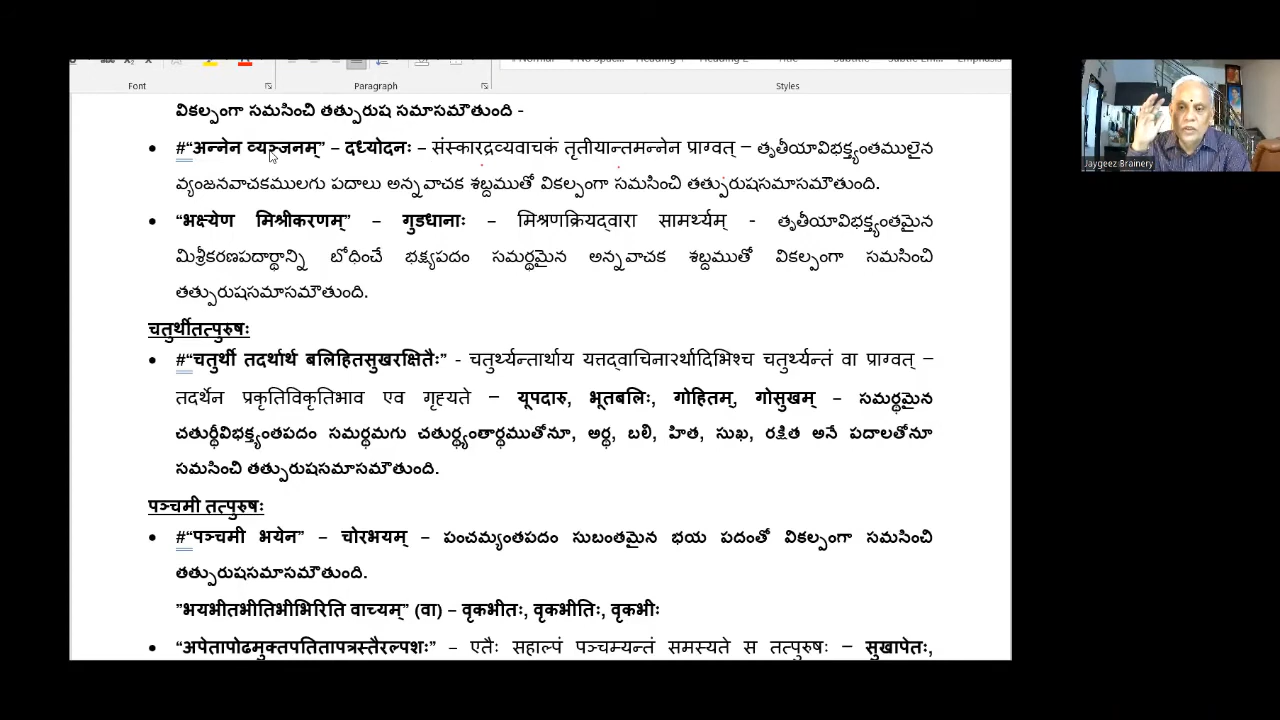 Font Paragraph Styles
వికల్పంగా సమసించి తత్పురుష సమాసమౌతుంది -
• #“अन्नेन व्यञ्जनम्” – दध्योदनः – संस्कारद्रव्यवाचकं तृतीयान्तमन्नेन प्राग्वत् – తృతీయావిభక్త్యంతములైన
వ్యంజనవాచకములగు పదాలు అన్నవాచక శబ్దముతో వికల్పంగా సమసించి తత్పురుషసమాసమౌతుంది.
• “भक्ष्येण मिश्रीकरणम्” – गुडधानाः – मिश्रणक्रियद्वारा सामर्थ्यम् - తృతీయావిభక్త్యంతమైన
మిశ్రీకరణపదార్థాన్ని బోధించే భక్ష్యపదం సమర్థమైన అన్నవాచక శబ్దముతో వికల్పంగా సమసించి
తత్పురుషసమాసమౌతుంది.
चतुर्थीतत्पुरुषः
• #“चतुर्थी तदर्थार्थ बलिहितसुखरक्षितैः” - चतुर्थ्यन्तार्थाय यत्तद्वाचिनारर्थादिभिश्च चतुर्थ्यन्तं वा प्राग्वत् –
तदर्थेन प्रकृतिविकृतिभाव एव गृह्यते – यूपदारु, भूतबलिः, गोहितम्, गोसुखम् – సమర్థమైన
చతుర్థీవిభక్త్యంతపదం సమర్థమగు చతుర్థ్యంతార్థముతోనూ, అర్థ, బలి, హిత, సుఖ, రక్షిత అనే పదాలతోనూ
సమసించి తత్పురుషసమాసమౌతుంది.
पञ्चमी तत्पुरुषः
• #“पञ्चमी भयेन” – चोरभयम् – పంచమ్యంతపదం సుబంతమైన భయ పదంతో వికల్పంగా సమసించి
తత్పురుషసమాసమౌతుంది.
”भयभीतभीतिभीभिरिति वाच्यम्” (वा) – वृकभीतः, वृकभीतिः, वृकभीः
• “अपेतापोढमुक्तपतितापत्रस्तैरल्पशः” – एतैः सहाल्पं पञ्चम्यन्तं समस्यते स तत्पुरुषः – सुखापेतः,
Jaygeez Brainery